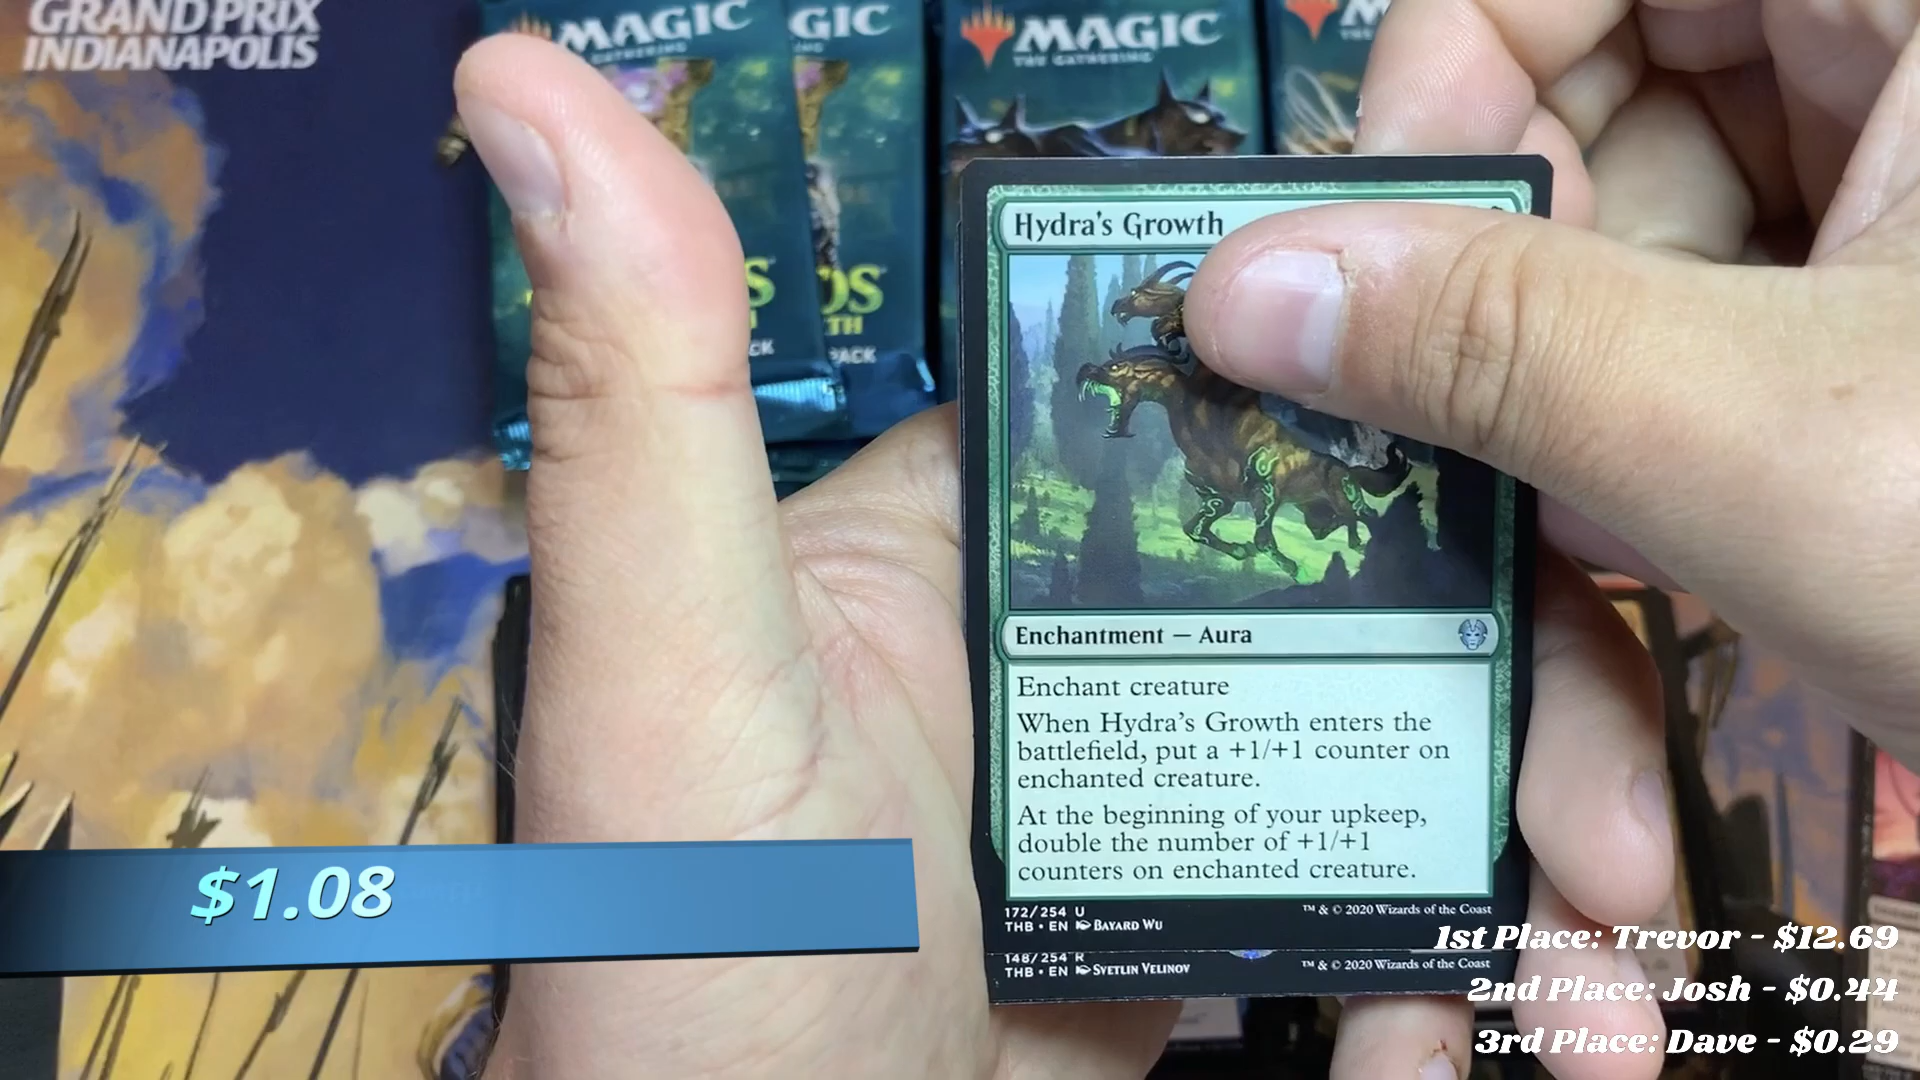 GRAND PRIX
INDIANAPOLIS
MAGIC
GATHERING
GIC
MAGIC
THE GATHERING
M
OS
TH
PACK
Hydra's Growth
Enchantment — Aura
Enchant creature
When Hydra's Growth enters the
battlefield, put a +1/+1 counter on
enchanted creature.
At the beginning of your upkeep,
double the number of +1/+1
counters on enchanted creature.
172/254 U
THB • EN Bayard Wu
™ & © 2020 Wizards of the Coast
148/254 R
THB • EN Svetlin Velinov
™ & © 2020 Wizards of the Coast
$1.08
1st Place: Trevor - $12.69
2nd Place: Josh - $0.44
3rd Place: Dave - $0.29